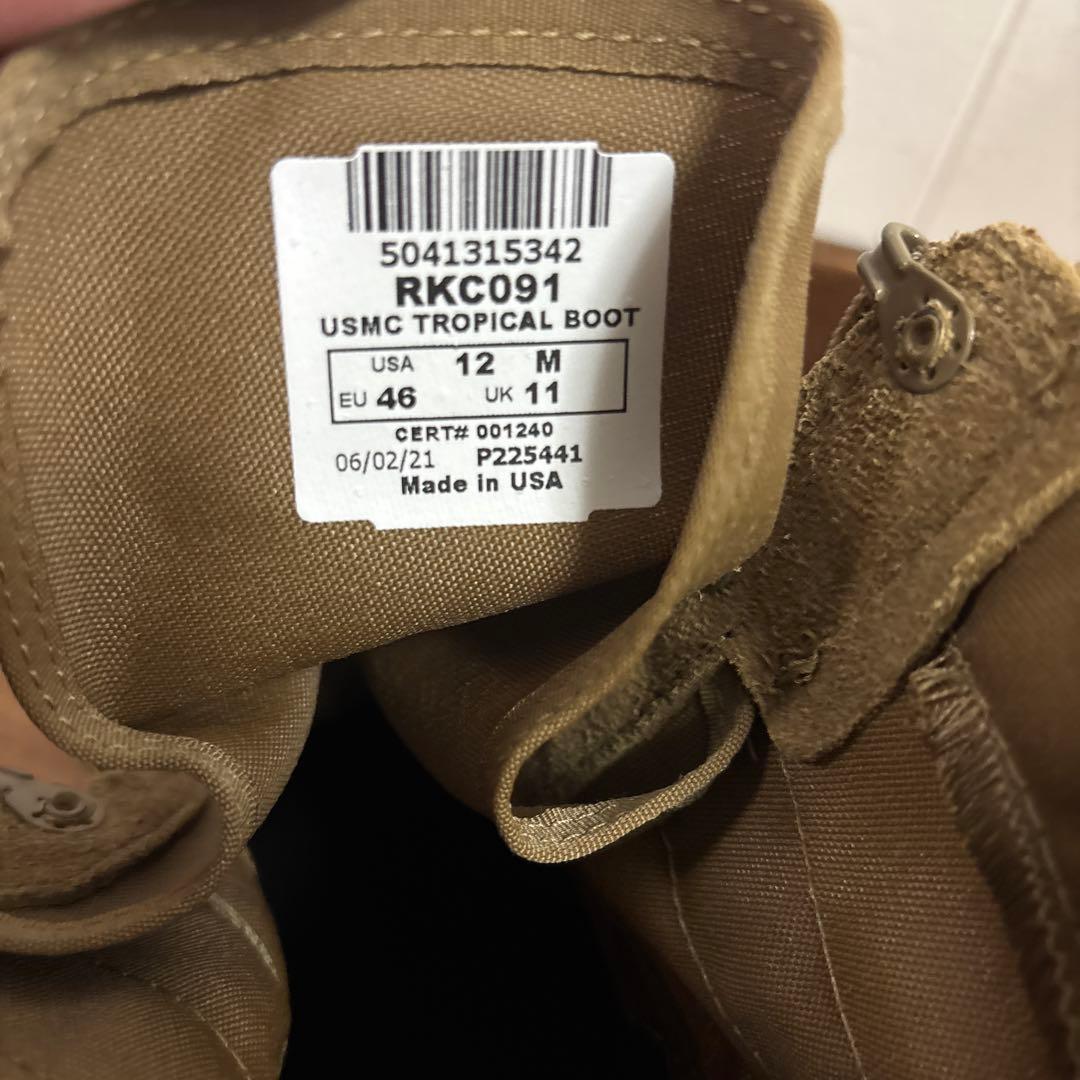 5041315342
RKC091
USMC TROPICAL BOOT
USA 12 M
EU 46 UK 11
CERT# 001240
06/02/21 P225441
Made in USA